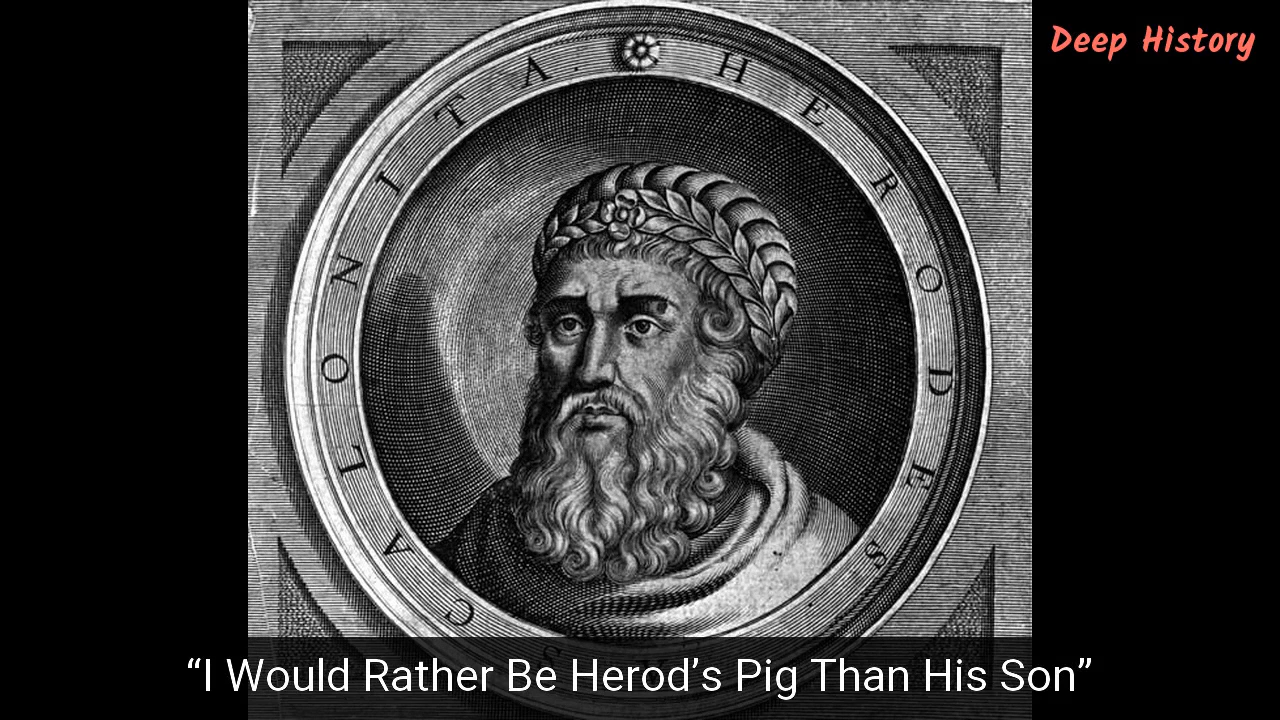 Deep History
HERODES
CALONITA.
“I Would Rather Be Herod’s Pig Than His Son”